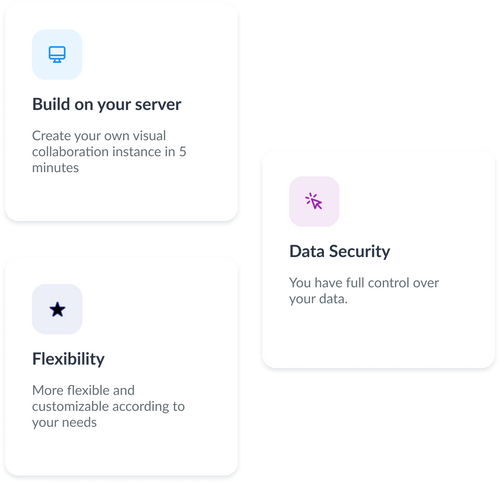 Build on your server
Create your own visual
collaboration instance in 5
minutes
Data Security
You have full control over
your data.
Flexibility
More flexible and
customizable according to
your needs